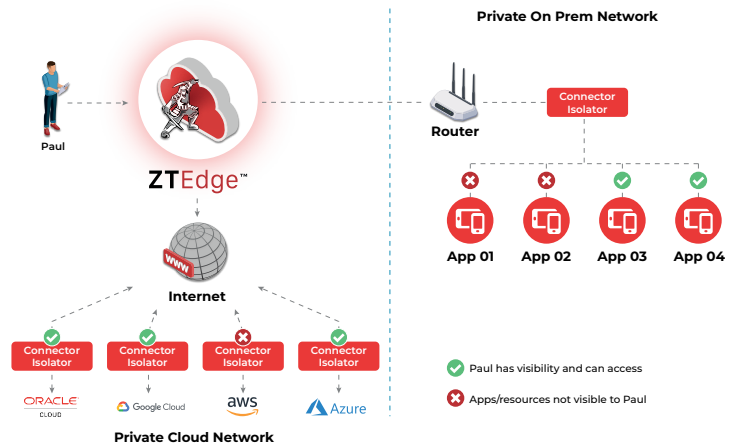 Private On Prem Network
Paul
ZTEdge™
Router
Connector
Isolator
App 01
App 02
App 03
App 04
WWW
Internet
Connector
Isolator
Connector
Isolator
Connector
Isolator
Connector
Isolator
ORACLE
CLOUD
Google Cloud
aws
Azure
Private Cloud Network
Paul has visibility and can access
Apps/resources not visible to Paul